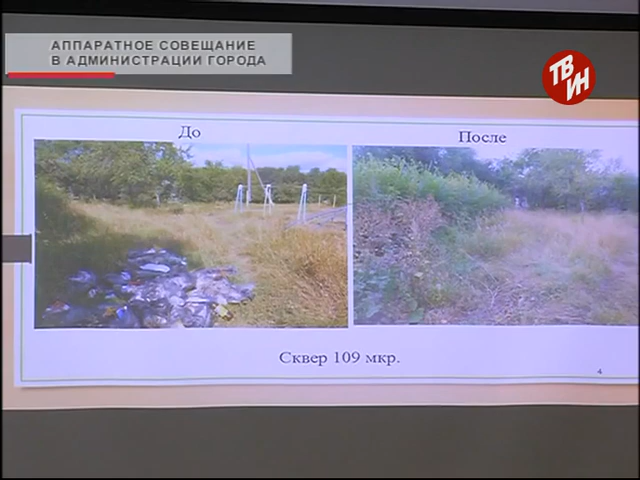 АППАРАТНОЕ СОВЕЩАНИЕ
В АДМИНИСТРАЦИИ ГОРОДА
ТВ
ИН
До
После
Сквер 109 мкр.
4